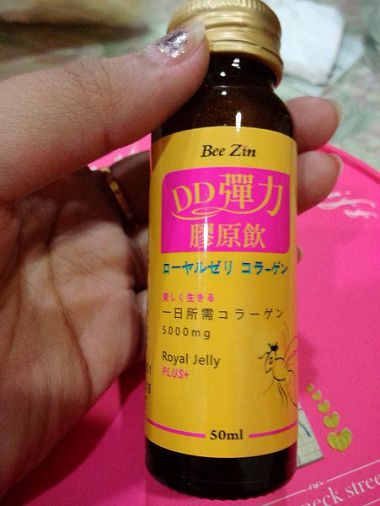 Bee Zin
DD彈力
膠原飲
ローヤルゼリ コラーゲン
美しく生きる
一日所需コラーゲン
5000mg
Royal Jelly
PLUS+
50ml
neck stree